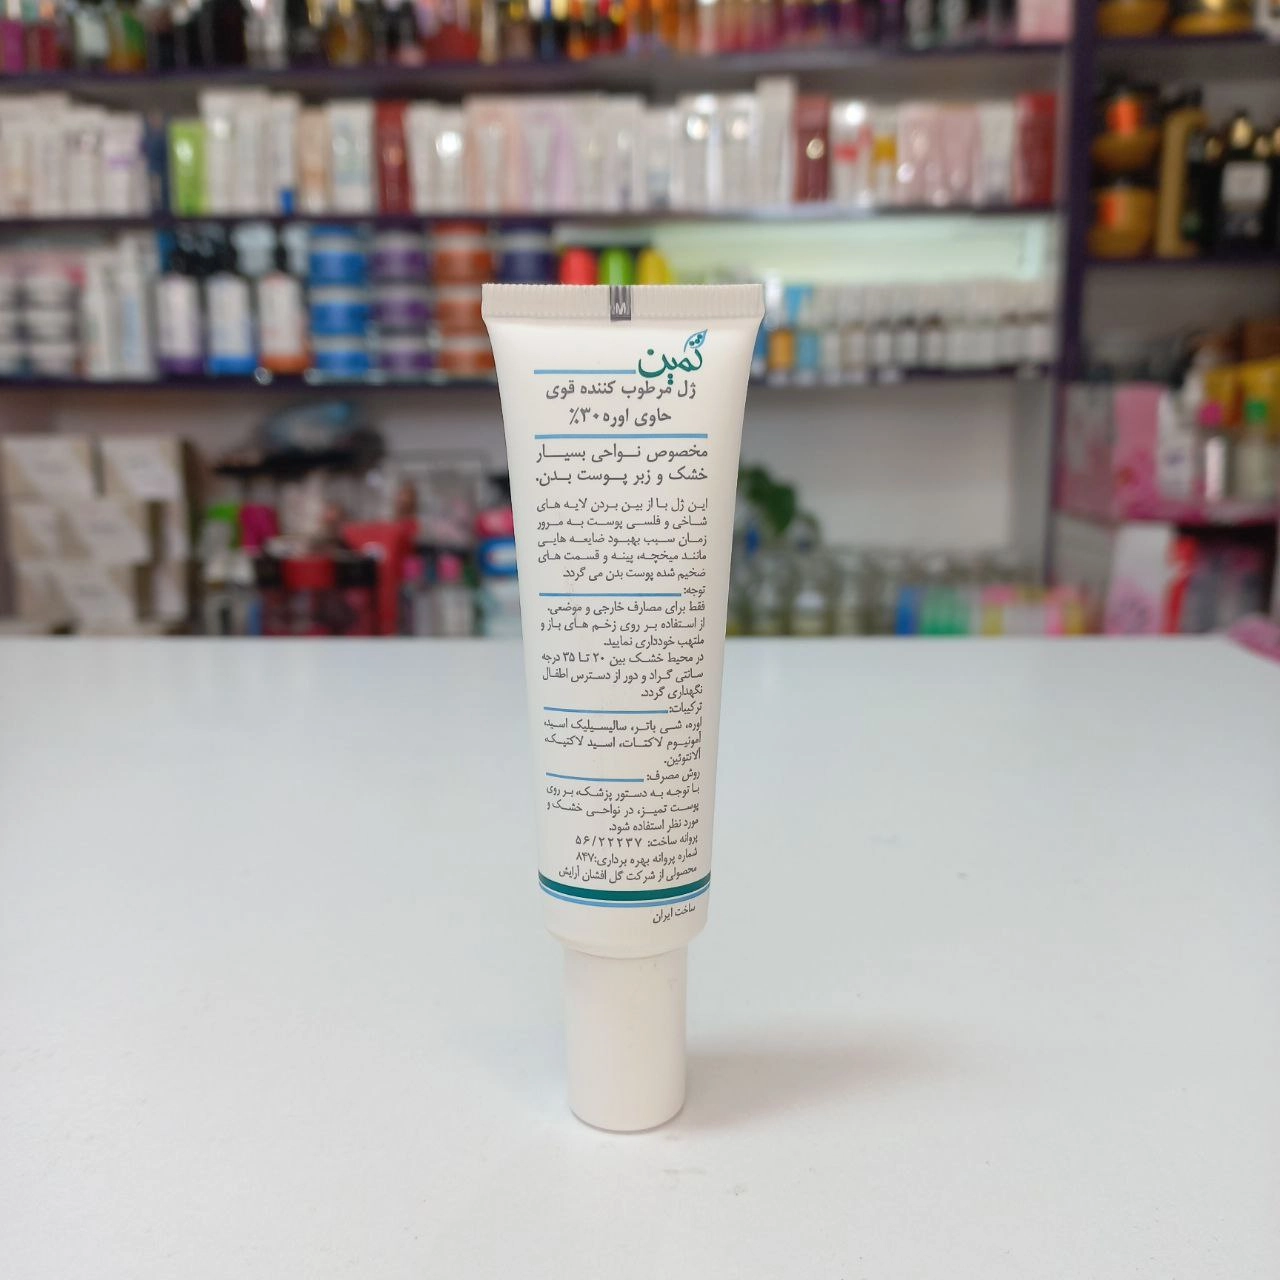 M
ثمین
ژل مرطوب کننده قوی
حاوی اوره ۳۰٪
مخصوص نواحی بسیار
خشک و زبر پوست بدن.
این ژل با از بین بردن لایه های
شاخی و فلسی پوست به مرور
زمان سبب بهبود ضایعه هایی
مانند میخچه، پینه و قسمت های
ضخیم شده پوست بدن می گردد.
توجه:
فقط برای مصارف خارجی و موضعی.
از استفاده بر روی زخم های باز و
ملتهب خودداری نمایید.
در محیط خشک بین ۲۰ تا ۳۵ درجه
سانتی گراد و دور از دسترس اطفال
نگهداری گردد.
ترکیبات:
اوره، شی باتر، سالیسیلیک اسید،
آمونیوم لاکتات، اسید لاکتیک،
آلانتوئین.
روش مصرف:
با توجه به دستور پزشک، بر روی
پوست تمیز، در نواحی خشک و
مورد نظر استفاده شود.
پروانه ساخت: ۵۶/۲۲۲۳۷
شماره پروانه بهره برداری:۸۴۷
محصولی از شرکت گل افشان آرایش
ساخت ایران